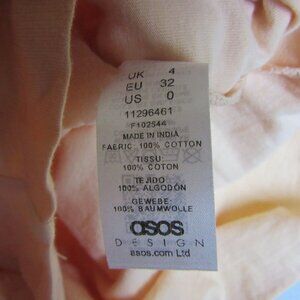 UK 4
EU 32
US 0
11296461
F102544
MADE IN INDIA
FABRIC: 100% COTTON
TISSU:
100% COTON
TEJIDO
100% ALGODÓN
GEWEBE:
100% BAUMWOLLE
asos
DESIGN
asos.com Ltd